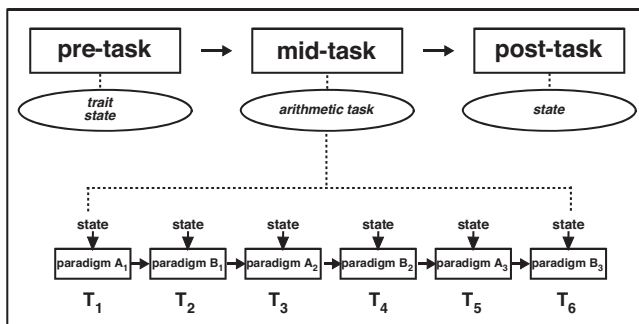 pre-task mid-task post-task
trait
state
arithmetic task
state
state state state state state state
paradigm A1 paradigm B1 paradigm A2 paradigm B2 paradigm A3 paradigm B3
T1 T2 T3 T4 T5 T6